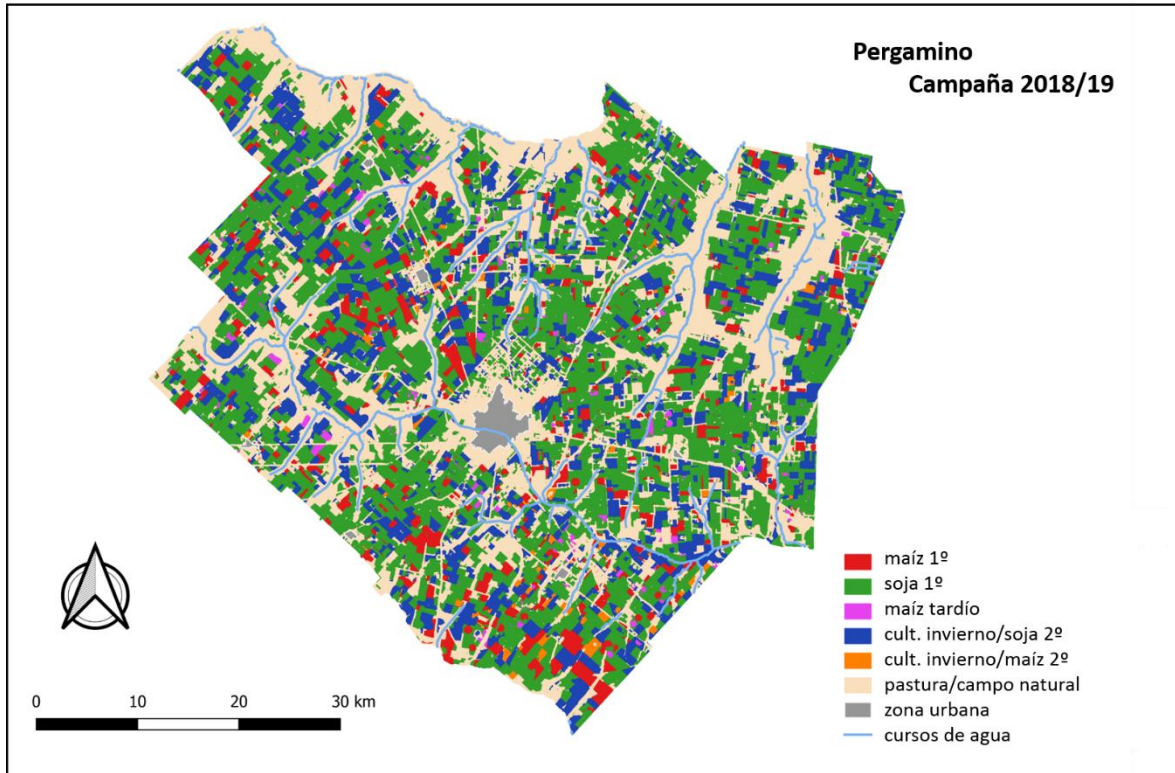 Pergamino
Campaña 2018/19
maíz 1º
soja 1º
maíz tardío
cult. invierno/soja 2º
cult. invierno/maíz 2º
pastura/campo natural
zona urbana
cursos de agua
0 10 20 30 km